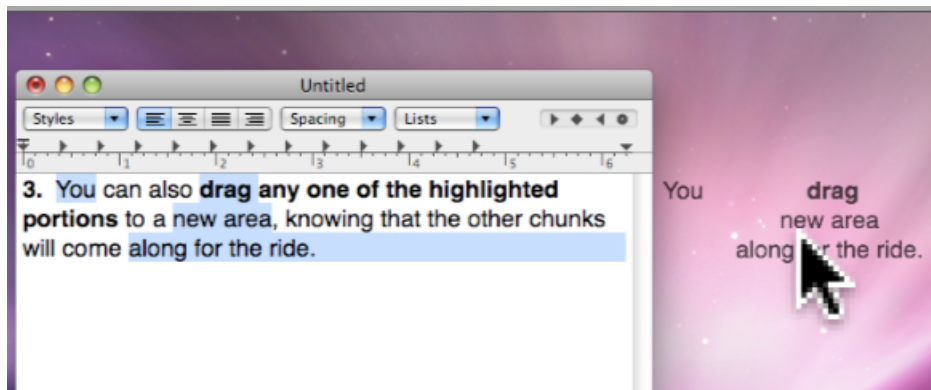 Untitled
Styles Spacing Lists
0 1 2 3 4 5 6
3. You can also drag any one of the highlighted
portions to a new area, knowing that the other chunks
will come along for the ride.
You drag
new area
along for the ride.